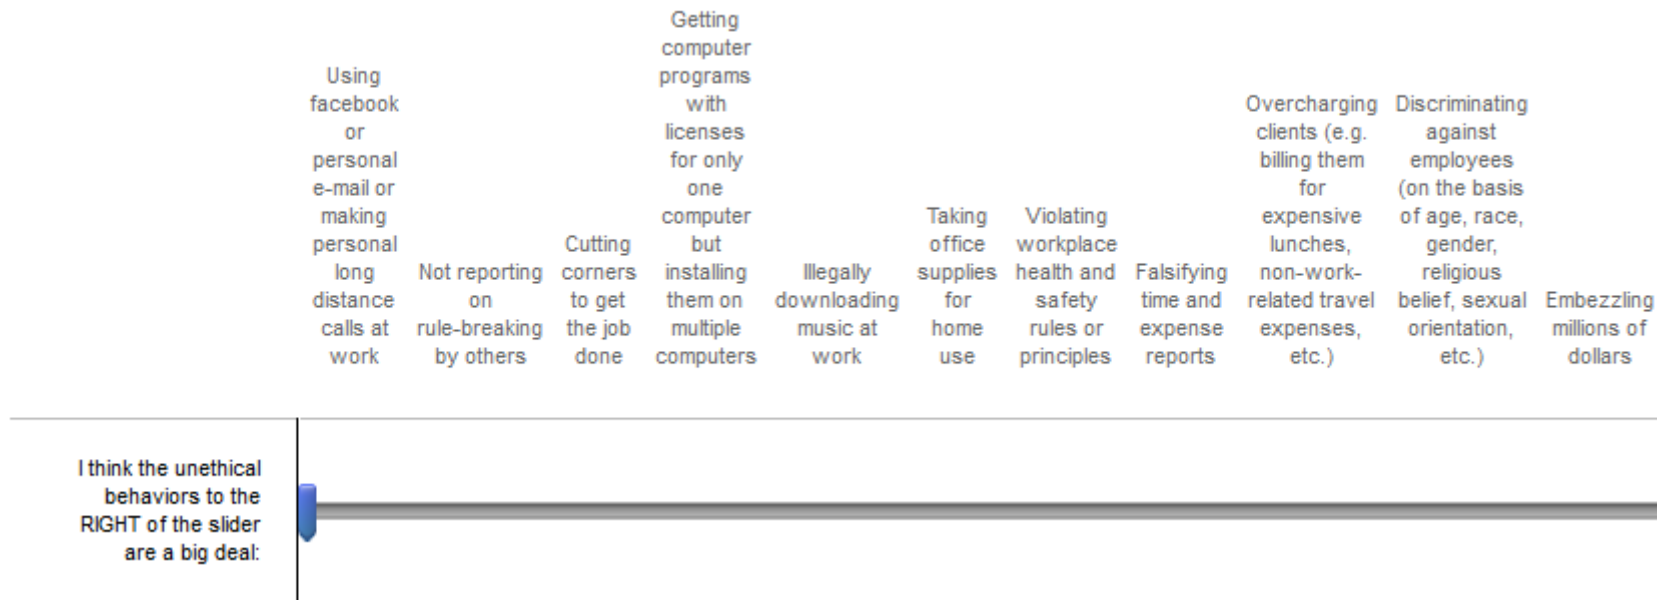 Using
facebook
or
personal
e-mail or
making
personal
long
distance
calls at
work
Not reporting
on
rule-breaking
by others
Cutting
corners
to get
the job
done
Getting
computer
programs
with
licenses
for only
one
computer
but
installing
them on
multiple
computers
Illegally
downloading
music at
work
Taking
office
supplies
for
home
use
Violating
workplace
health and
safety
rules or
principles
Falsifying
time and
expense
reports
Overcharging
clients (e.g.
billing them
for
expensive
lunches,
non-work-
related travel
expenses,
etc.)
Discriminating
against
employees
(on the basis
of age, race,
gender,
religious
belief, sexual
orientation,
etc.)
Embezzling
millions of
dollars
I think the unethical
behaviors to the
RIGHT of the slider
are a big deal: